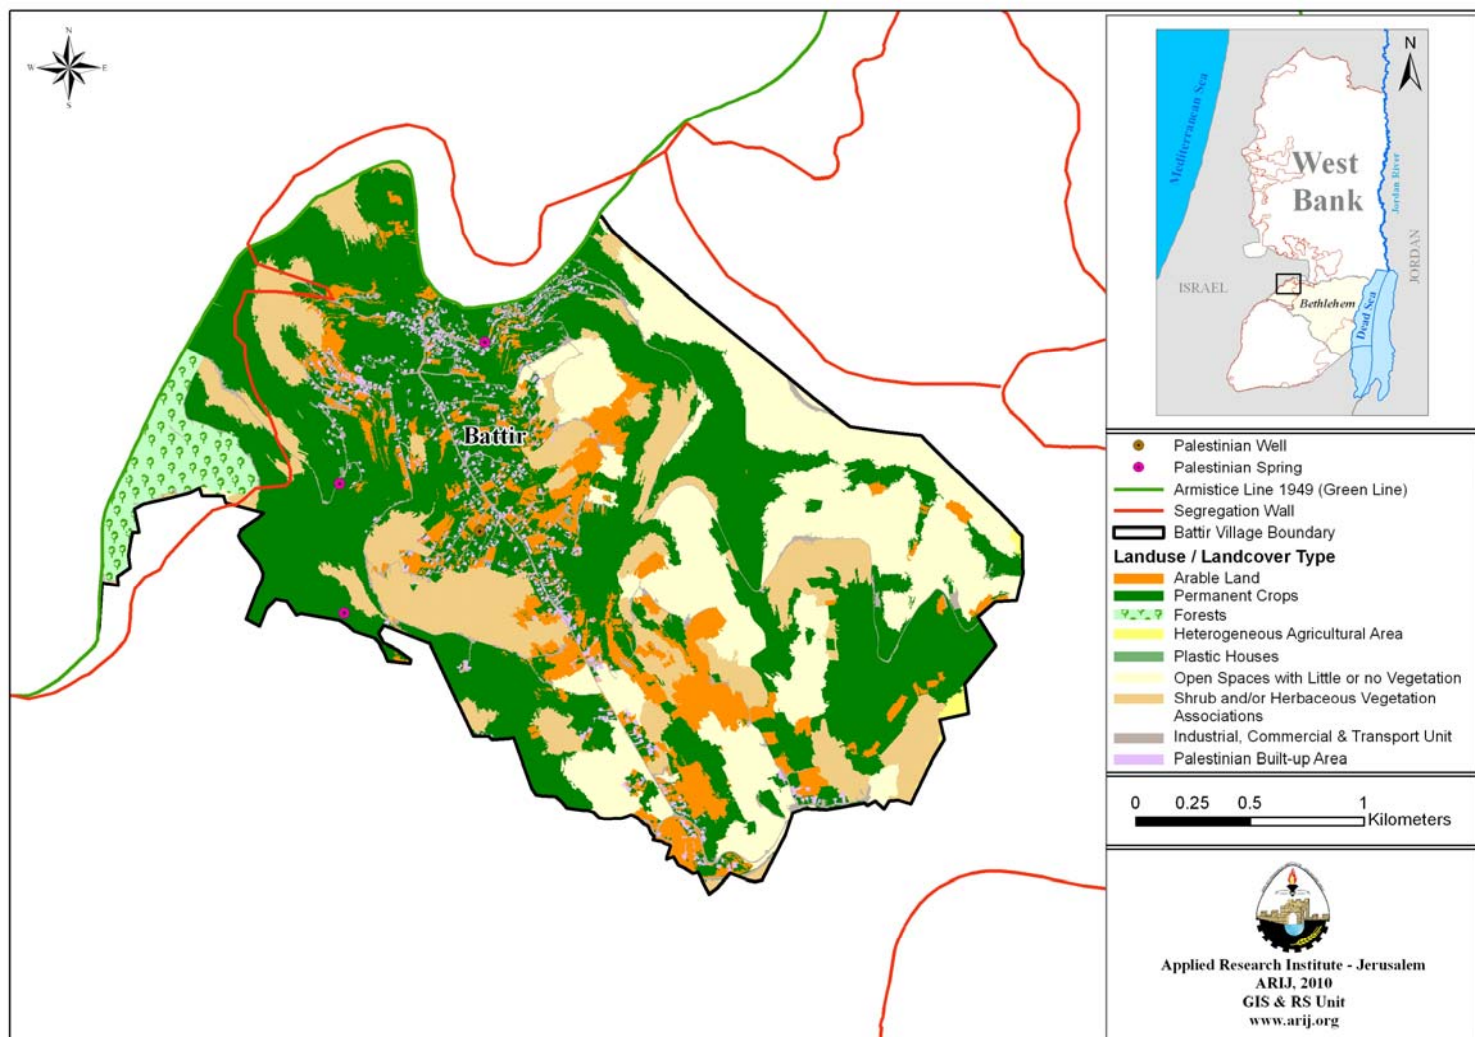 N
W E
S
Battir
N
Mediterranean Sea
West
Bank
Jordan River
JORDAN
ISRAEL
Bethlehem
Dead Sea
Palestinian Well
Palestinian Spring
Armistice Line 1949 (Green Line)
Segregation Wall
Battir Village Boundary
Landuse / Landcover Type
Arable Land
Permanent Crops
Forests
Heterogeneous Agricultural Area
Plastic Houses
Open Spaces with Little or no Vegetation
Shrub and/or Herbaceous Vegetation
Associations
Industrial, Commercial & Transport Unit
Palestinian Built-up Area
0 0.25 0.5 1
Kilometers
Applied Research Institute - Jerusalem
ARIJ, 2010
GIS & RS Unit
www.arij.org